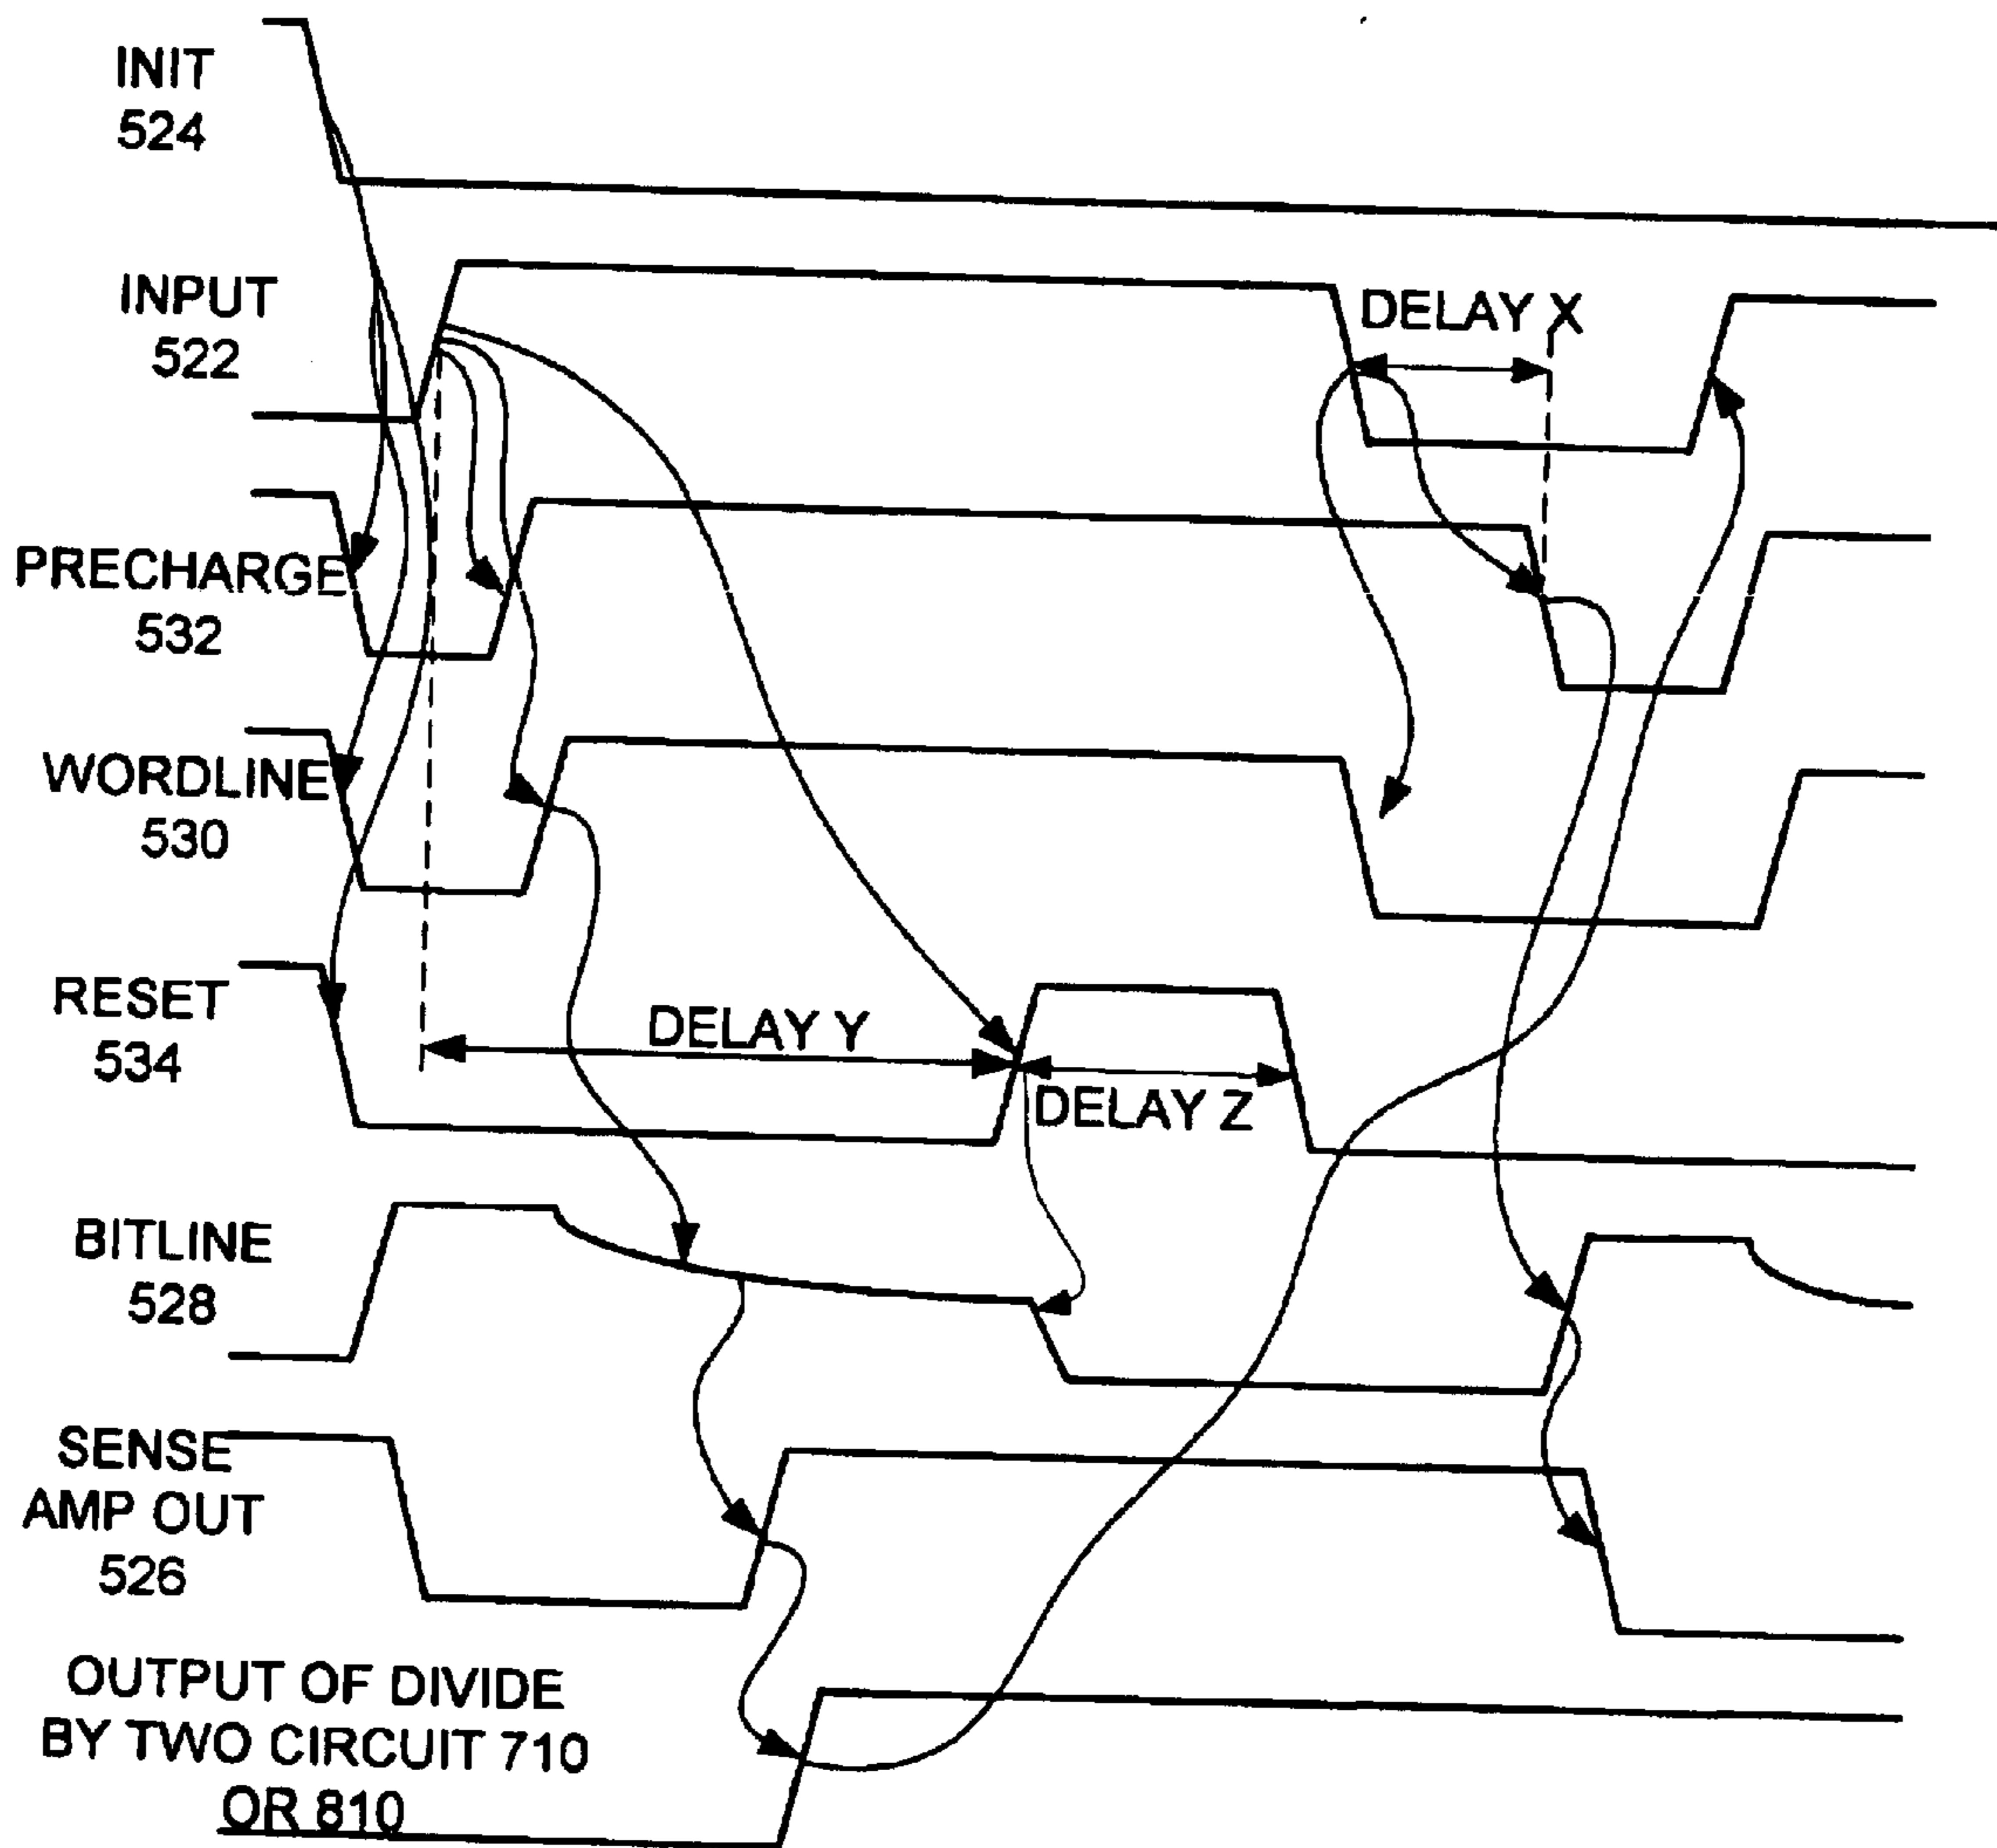 INIT
524
INPUT
522
DELAY X
PRECHARGE
532
WORDLINE
530
RESET
534
DELAY Y
DELAY Z
BITLINE
528
SENSE
AMP OUT
526
OUTPUT OF DIVIDE
BY TWO CIRCUIT 710
OR 810